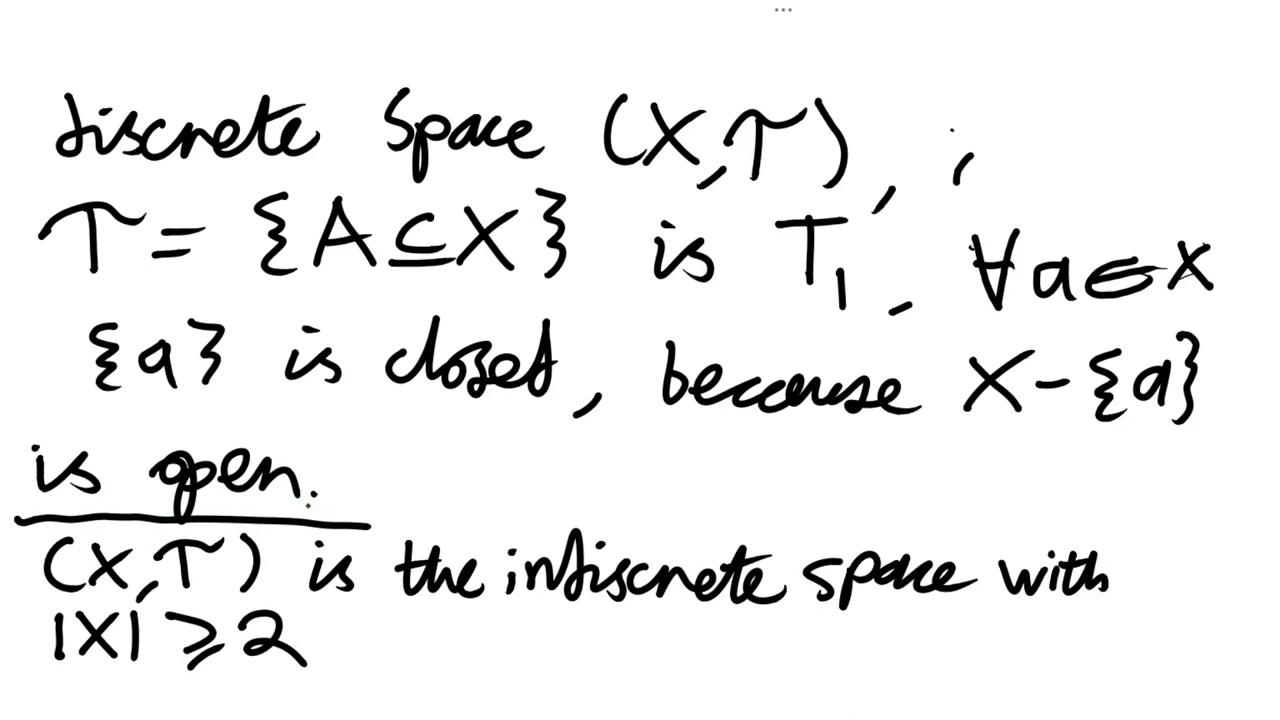 discrete space (X,τ), ;
τ = {A⊆X} is T₁, ∀a∈X
{a} is closed, because X-{a}
is open.
(X,τ) is the indiscrete space with
|X| ≥ 2